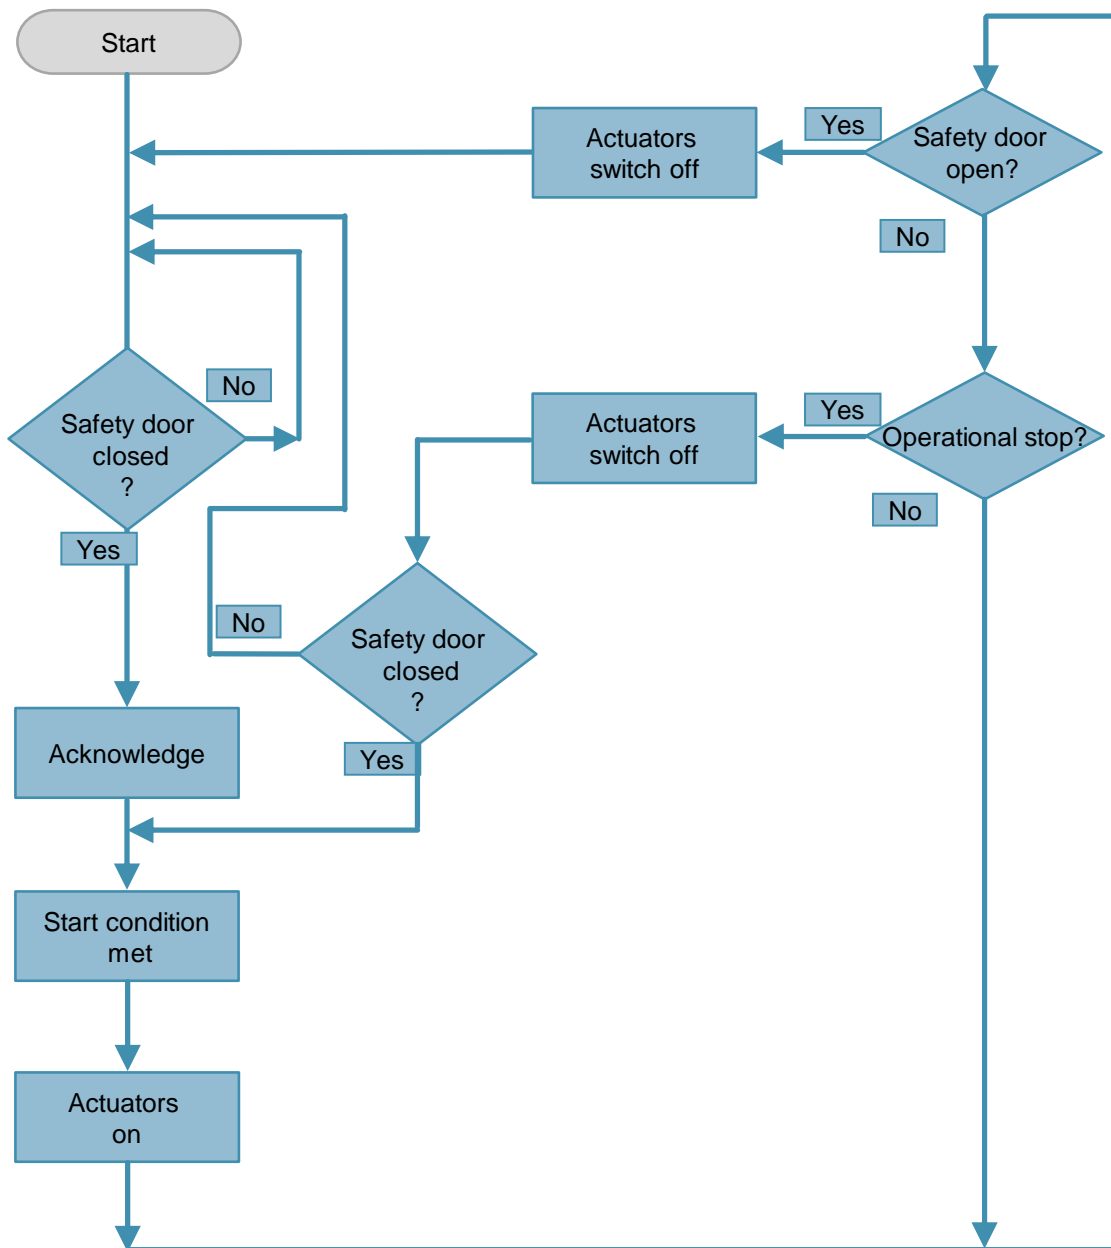 Start
Actuators
switch off
Yes
Safety door
open?
No
No
Safety door
closed
?
Yes
Actuators
switch off
Yes
Operational stop?
No
No
Safety door
closed
?
Yes
Acknowledge
Start condition
met
Actuators
on